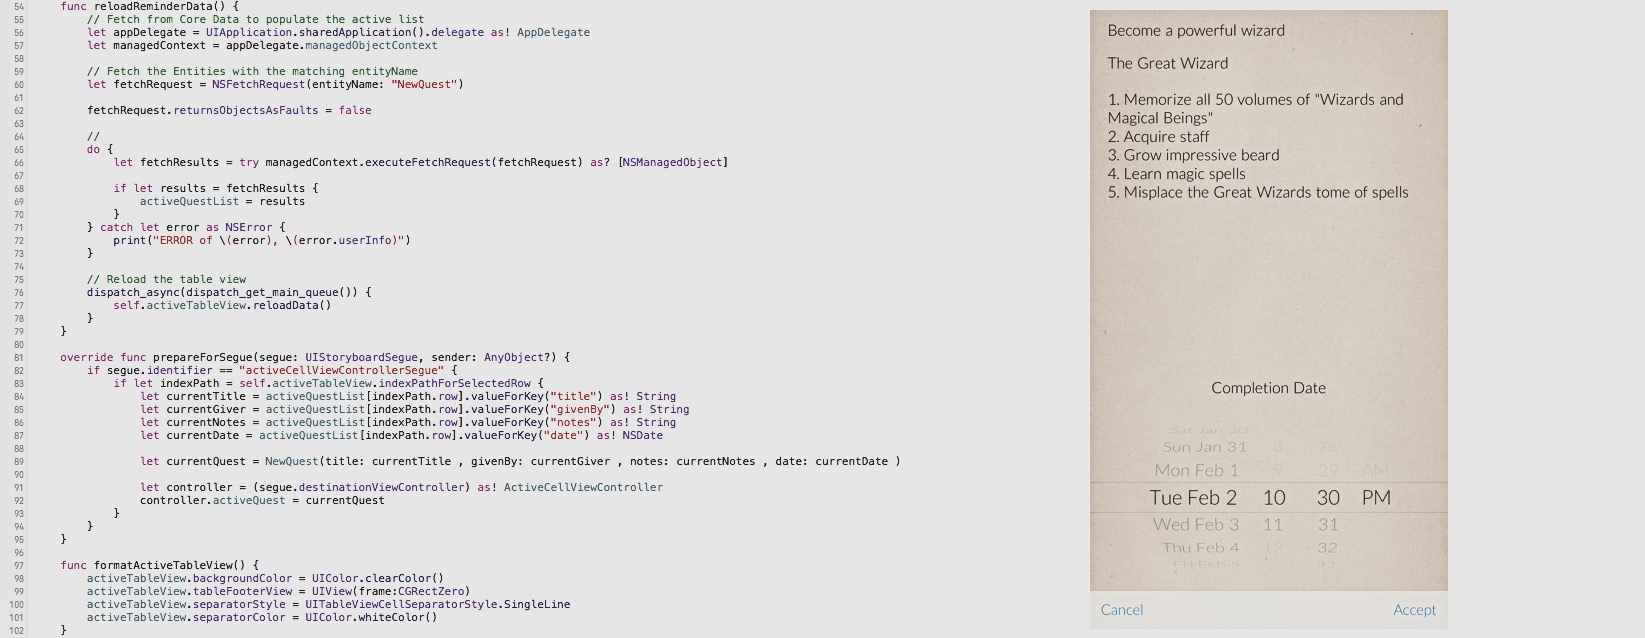 54 func reloadReminderData() {
55 // Fetch from Core Data to populate the active list
56 let appDelegate = UIApplication.sharedApplication().delegate as! AppDelegate
57 let managedContext = appDelegate.managedObjectContext
58
59 // Fetch the Entities with the matching entityName
60 let fetchRequest = NSFetchRequest(entityName: "NewQuest")
61
62 fetchRequest.returnsObjectsAsFaults = false
63
64 //
65 do {
66 let fetchResults = try managedContext.executeFetchRequest(fetchRequest) as? [NSManagedObject]
67
68 if let results = fetchResults {
69 activeQuestList = results
70 }
71 } catch let error as NSError {
72 print("ERROR of \(error), \(error.userInfo)")
73 }
74
75 // Reload the table view
76 dispatch_async(dispatch_get_main_queue()) {
77 self.activeTableView.reloadData()
78 }
79 }
80
81 override func prepareForSegue(segue: UIStoryboardSegue, sender: AnyObject?) {
82 if segue.identifier == "activeCellViewControllerSegue" {
83 if let indexPath = self.activeTableView.indexPathForSelectedRow {
84 let currentTitle = activeQuestList[indexPath.row].valueForKey("title") as! String
85 let currentGiver = activeQuestList[indexPath.row].valueForKey("givenBy") as! String
86 let currentNotes = activeQuestList[indexPath.row].valueForKey("notes") as! String
87 let currentDate = activeQuestList[indexPath.row].valueForKey("date") as! NSDate
88
89 let currentQuest = NewQuest(title: currentTitle , givenBy: currentGiver , notes: currentNotes , date: currentDate )
90
91 let controller = (segue.destinationViewController) as! ActiveCellViewController
92 controller.activeQuest = currentQuest
93 }
94 }
95 }
96
97 func formatActiveTableView() {
98 activeTableView.backgroundColor = UIColor.clearColor()
99 activeTableView.tableFooterView = UIView(frame:CGRectZero)
100 activeTableView.separatorStyle = UITableViewCellSeparatorStyle.SingleLine
101 activeTableView.separatorColor = UIColor.whiteColor()
102 }
Become a powerful wizard
The Great Wizard
1. Memorize all 50 volumes of "Wizards and
Magical Beings"
2. Acquire staff
3. Grow impressive beard
4. Learn magic spells
5. Misplace the Great Wizards tome of spells
Completion Date
Sat Jan 30
Sun Jan 31 8 28
Mon Feb 1 9 29 AM
Tue Feb 2 10 30 PM
Wed Feb 3 11 31
Thu Feb 4 12 32
Fri Feb 5 33
Cancel Accept